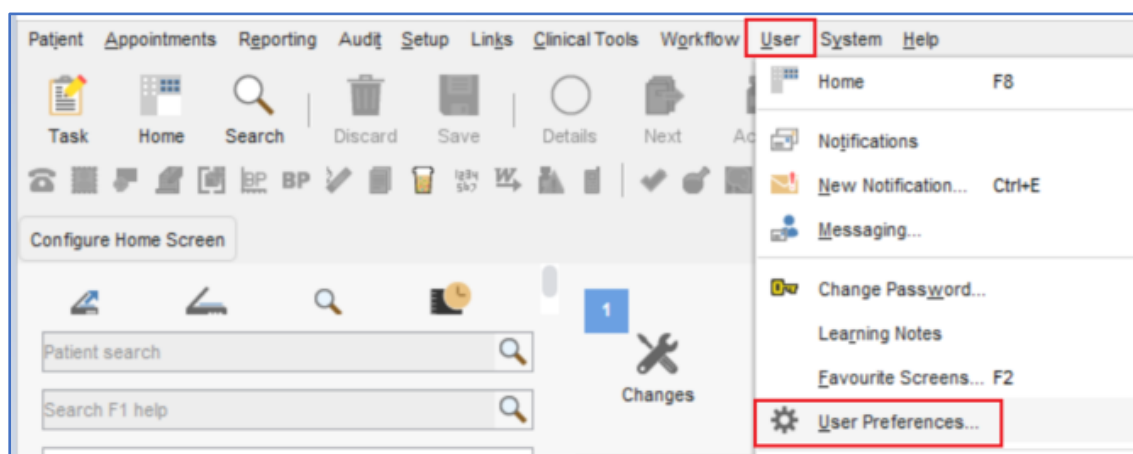 Patient Appointments Reporting Audit Setup Links Clinical Tools Workflow User System Help
Task Home Search Discard Save Details Next
BP BP
Configure Home Screen
Patient search
Search F1 help
1
Changes
Home F8
Notifications
New Notification... Ctrl+E
Messaging...
Change Password...
Learning Notes
Favourite Screens... F2
User Preferences...